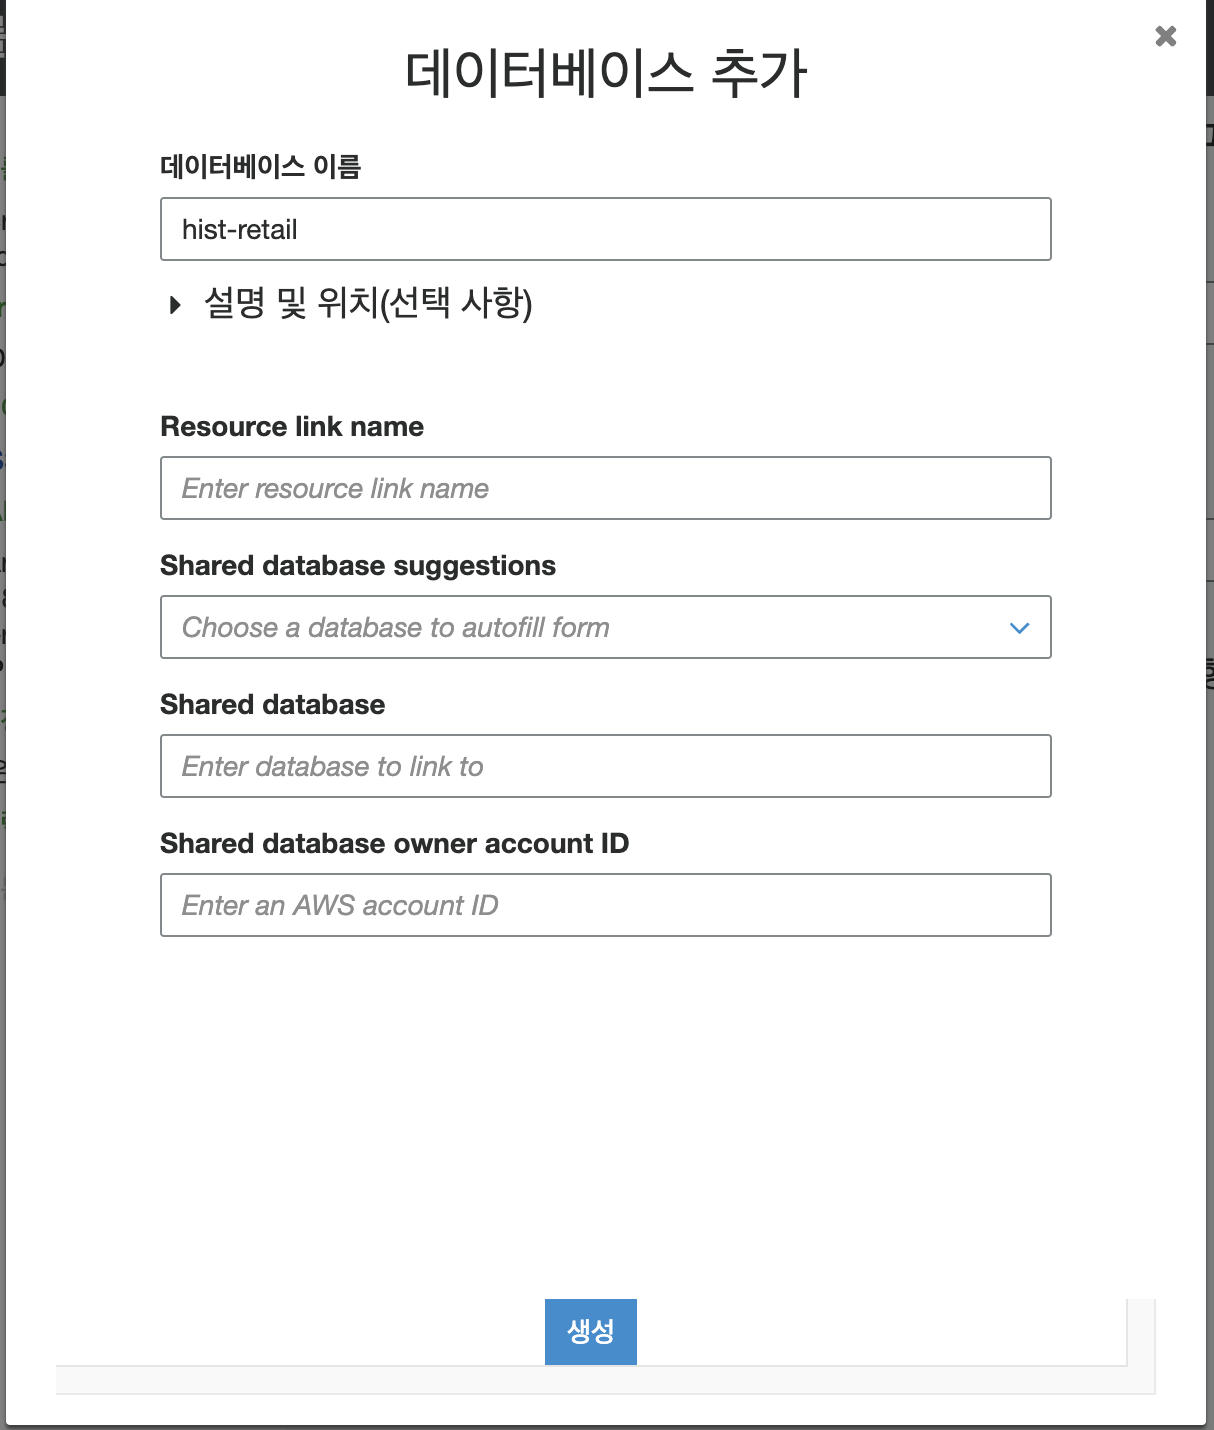 데이터베이스 추가
데이터베이스 이름
hist-retail
설명 및 위치(선택 사항)
Resource link name
Enter resource link name
Shared database suggestions
Choose a database to autofill form
Shared database
Enter database to link to
Shared database owner account ID
Enter an AWS account ID
생성